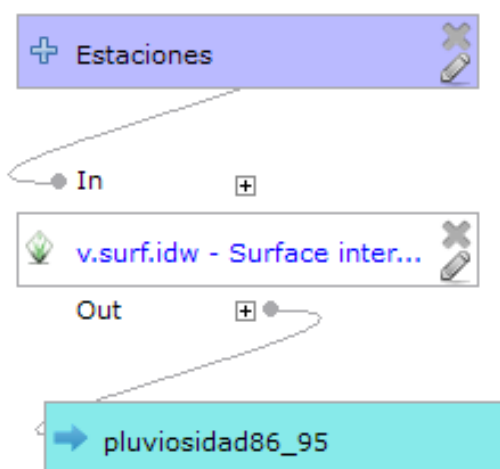 Estaciones
In
v.surf.idw - Surface inter...
Out
pluviosidad86_95